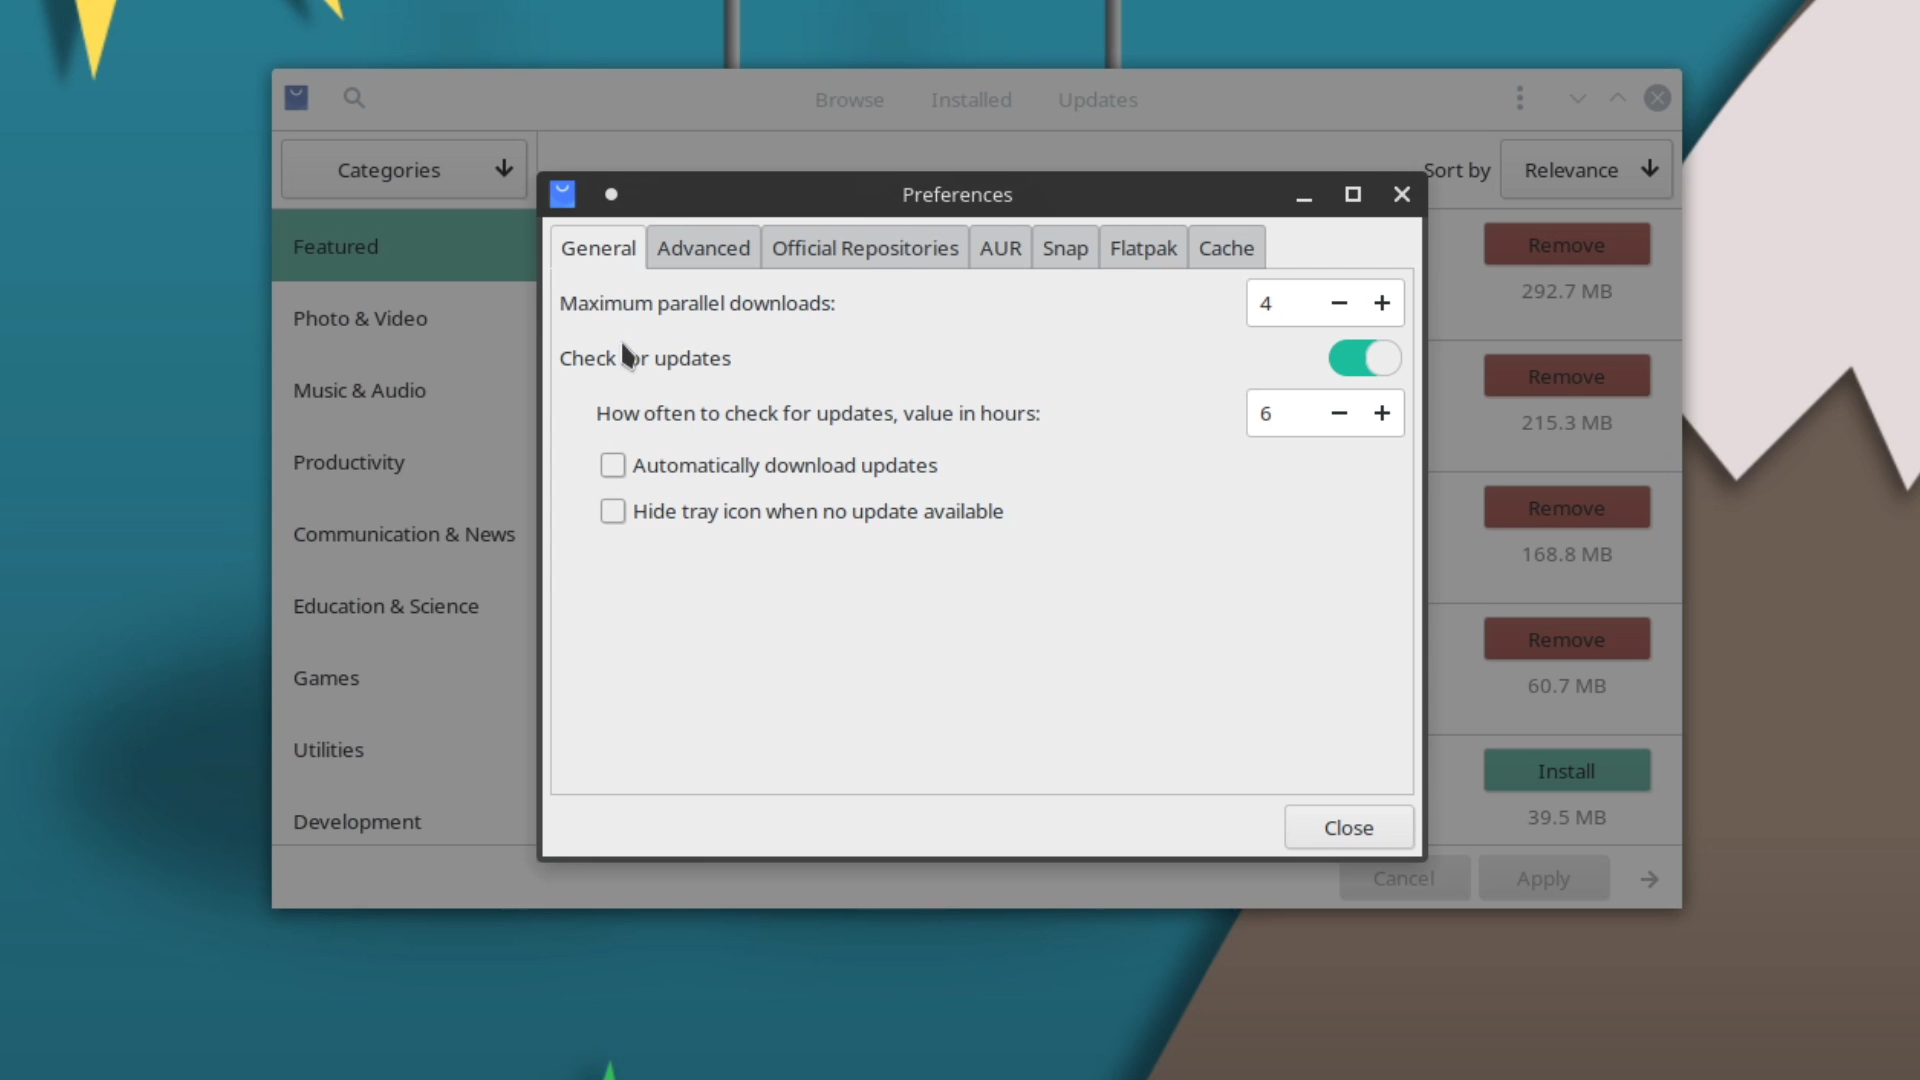 Browse Installed Updates
Categories
Sort by Relevance
Featured
Photo & Video
Music & Audio
Productivity
Communication & News
Education & Science
Games
Utilities
Development
Preferences
General Advanced Official Repositories AUR Snap Flatpak Cache
Maximum parallel downloads: 4
Check or updates
How often to check for updates, value in hours: 6
Automatically download updates
Hide tray icon when no update available
Close
Remove
292.7 MB
Remove
215.3 MB
Remove
168.8 MB
Remove
60.7 MB
Install
39.5 MB
Cancel Apply